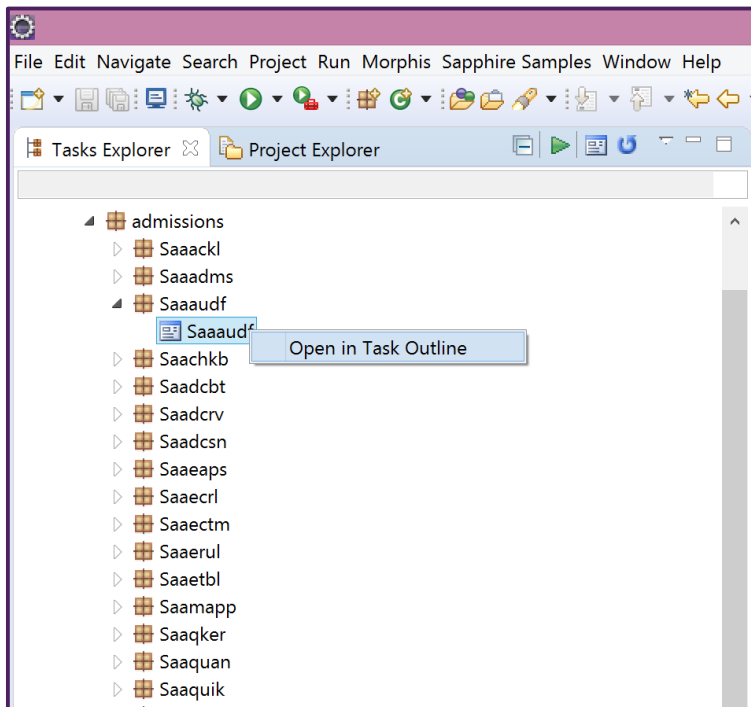 File Edit Navigate Search Project Run Morphis Sapphire Samples Window Help
Tasks Explorer Project Explorer
admissions
Saaackl
Saaadms
Saaaudf
Saaaudf
Open in Task Outline
Saachkb
Saadcbt
Saadcrv
Saadcsn
Saaeaps
Saaecrl
Saaectm
Saaerul
Saaetbl
Saamapp
Saaqker
Saaquan
Saaquik